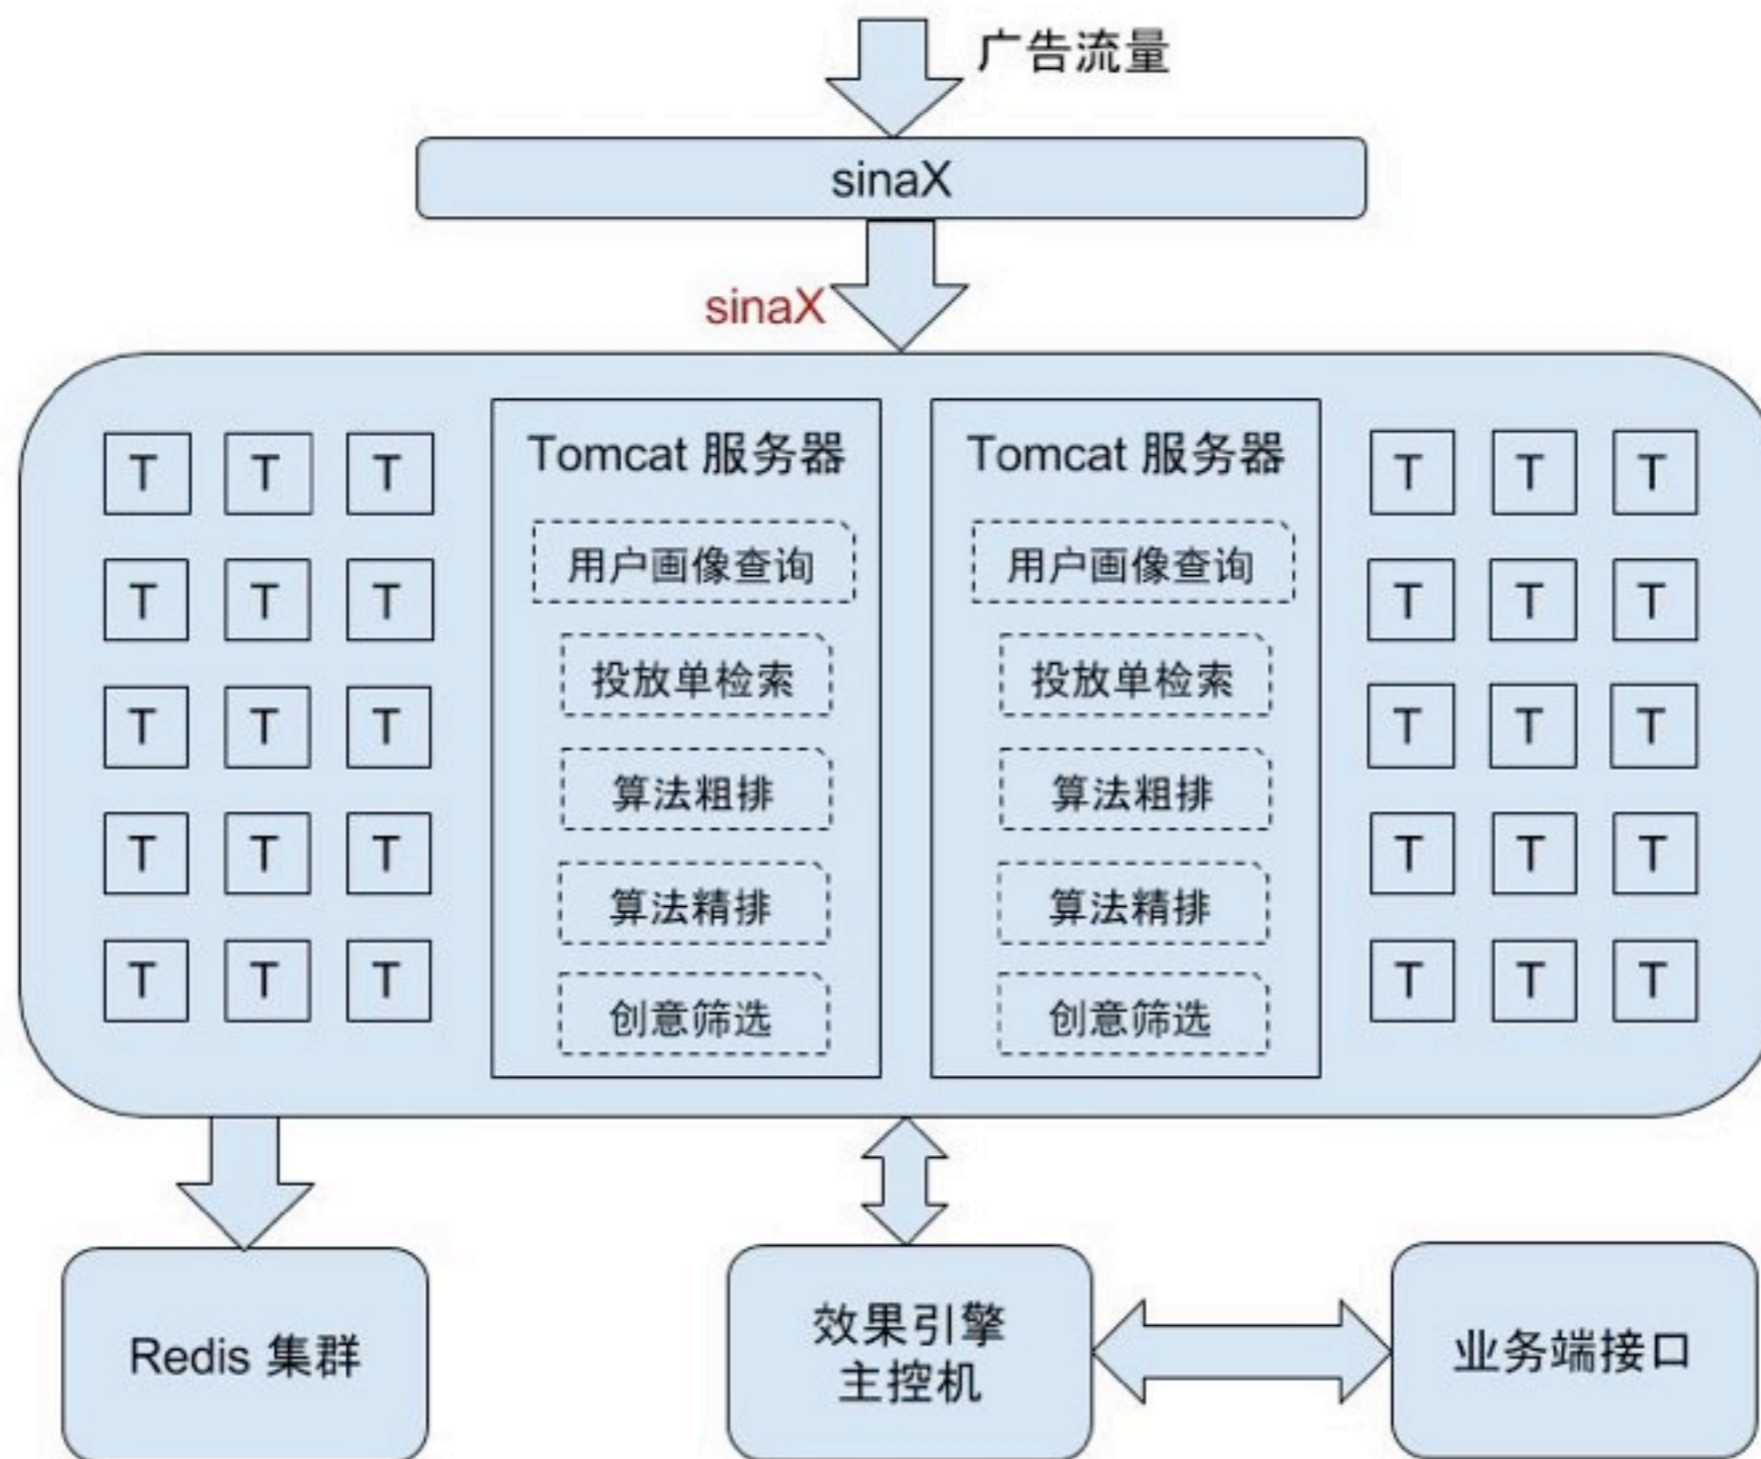 广告流量
sinaX
sinaX
Tomcat 服务器
用户画像查询
投放单检索
算法粗排
算法精排
创意筛选
Tomcat 服务器
用户画像查询
投放单检索
算法粗排
算法精排
创意筛选
T T T
T T T
T T T
T T T
T T T
T T T
T T T
T T T
T T T
T T T
Redis 集群
效果引擎
主控机
业务端接口